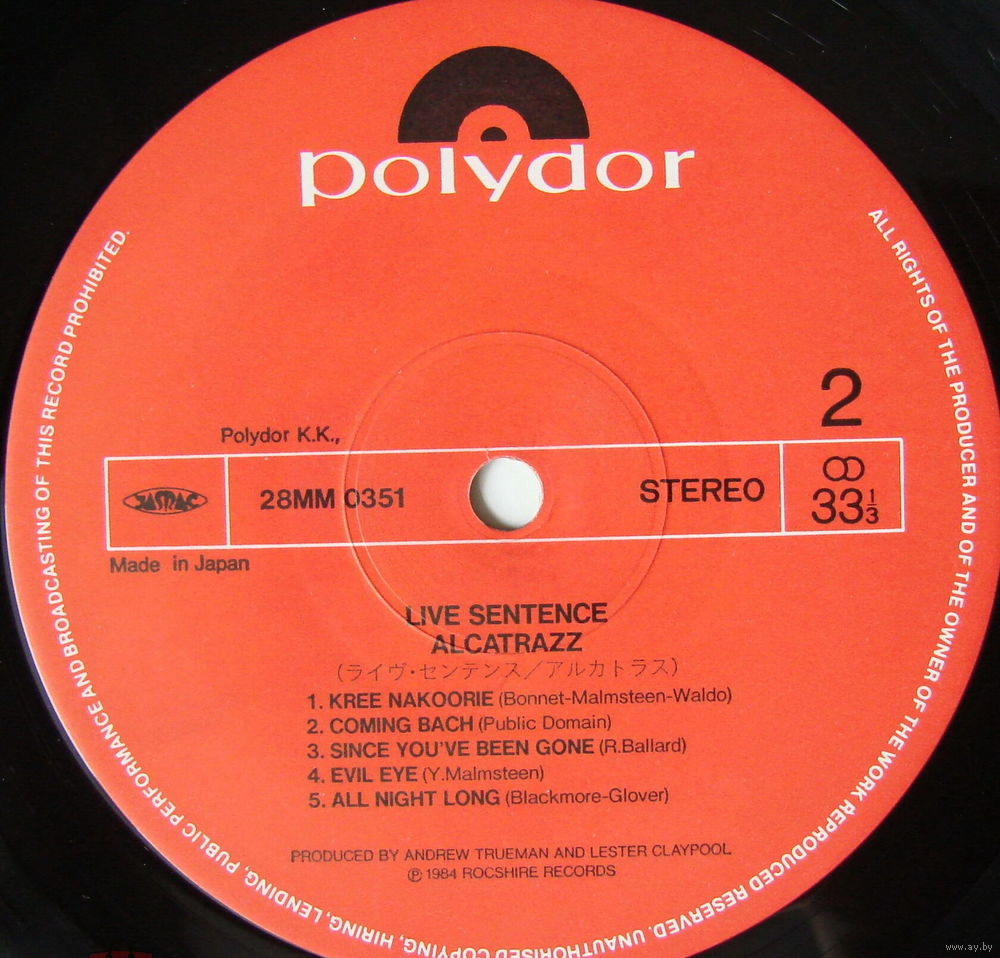 polydor
2
Polydor K.K.,
JASRAC
28MM 0351
STEREO
33 1/3
Made in Japan
LIVE SENTENCE
ALCATRAZZ
(ライヴ・センテンス／アルカトラス)
1. KREE NAKOORIE (Bonnet-Malmsteen-Waldo)
2. COMING BACH (Public Domain)
3. SINCE YOU'VE BEEN GONE (R.Ballard)
4. EVIL EYE (Y.Malmsteen)
5. ALL NIGHT LONG (Blackmore-Glover)
PRODUCED BY ANDREW TRUEMAN AND LESTER CLAYPOOL
Ⓟ 1984 ROCSHIRE RECORDS
ALL RIGHTS OF THE PRODUCER AND OF THE OWNER OF THE WORK REPRODUCED RESERVED. UNAUTHORISED COPYING, HIRING, LENDING, PUBLIC PERFORMANCE AND BROADCASTING OF THIS RECORD PROHIBITED.
www.ay.by